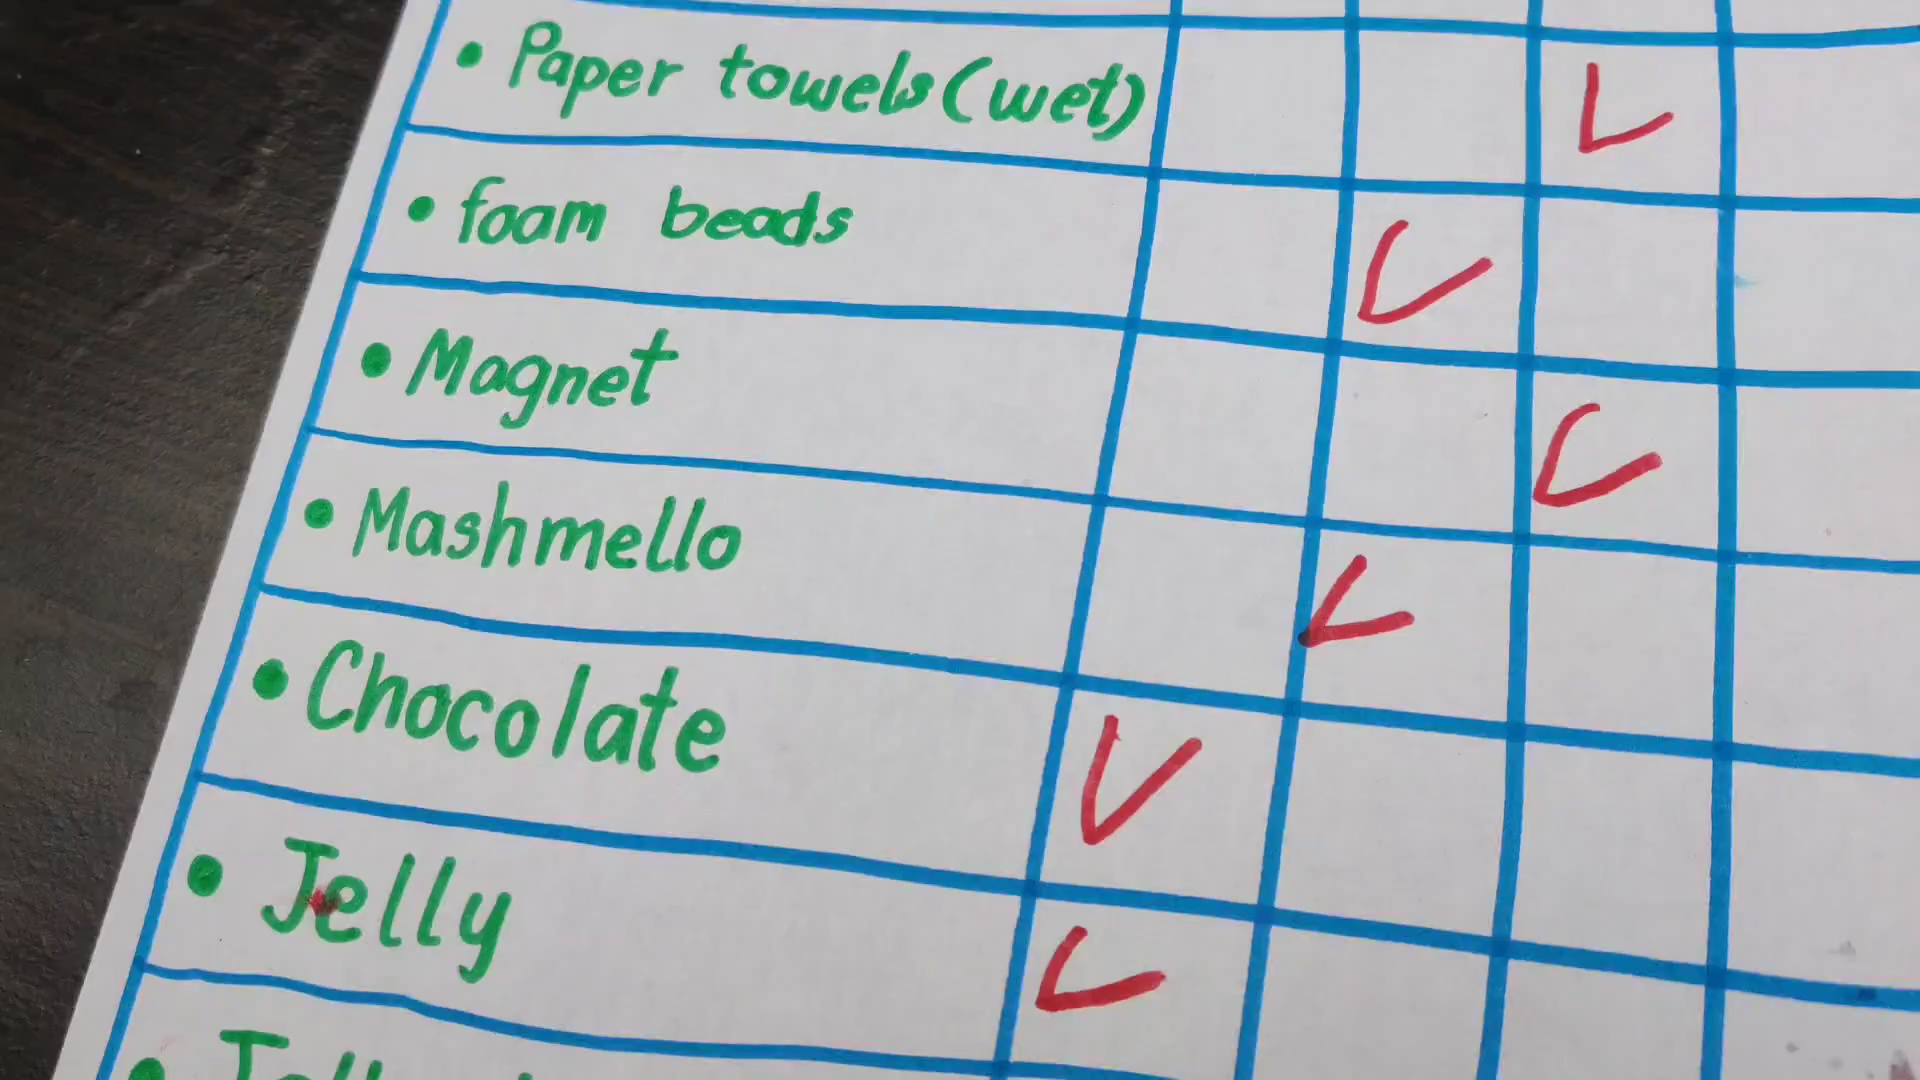 • Paper towels (wet)
• foam beads
• Magnet
• Mashmello
• Chocolate
• Jelly